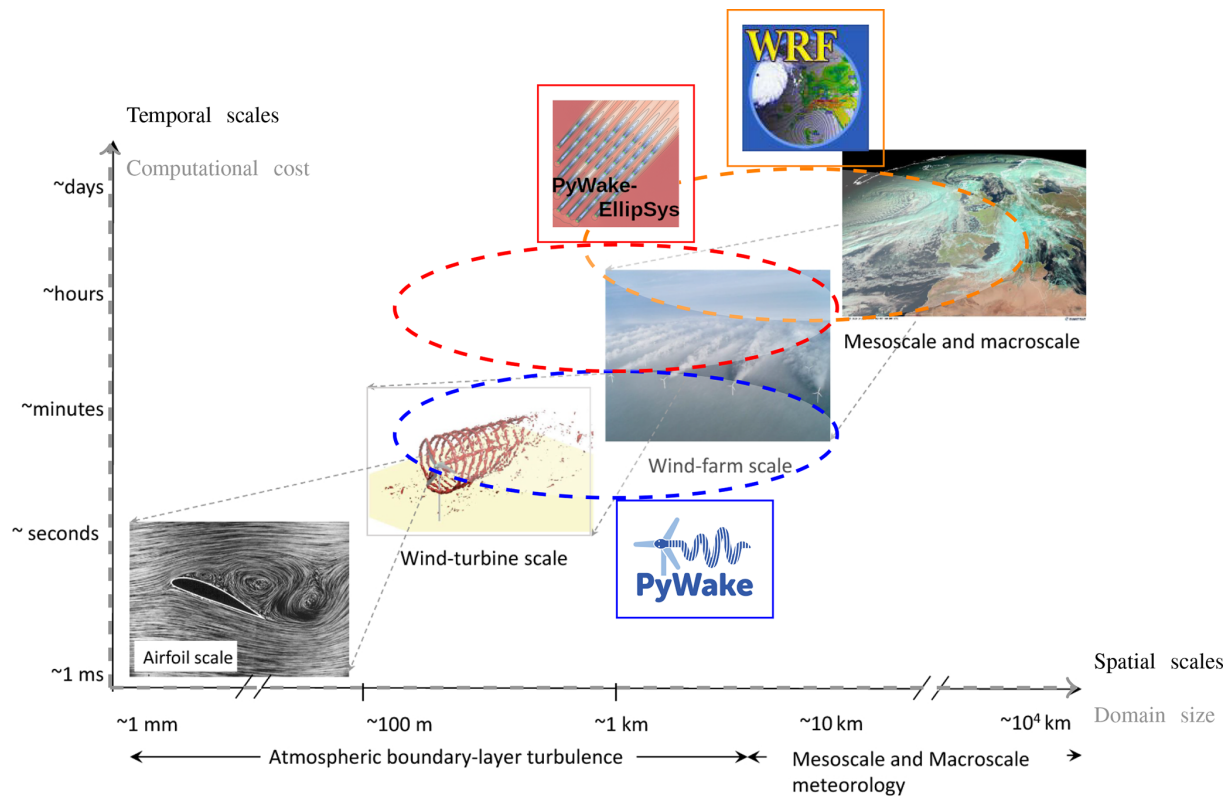 WRF
Temporal scales
Computational cost
PyWake-
EllipSys
~days
~hours
Mesoscale and macroscale
~minutes
Wind-farm scale
~ seconds
Wind-turbine scale
PyWake
Airfoil scale
~1 ms
Spatial scales
Domain size
~1 mm
~100 m
~1 km
~10 km
~10⁴ km
Atmospheric boundary-layer turbulence
Mesoscale and Macroscale
meteorology